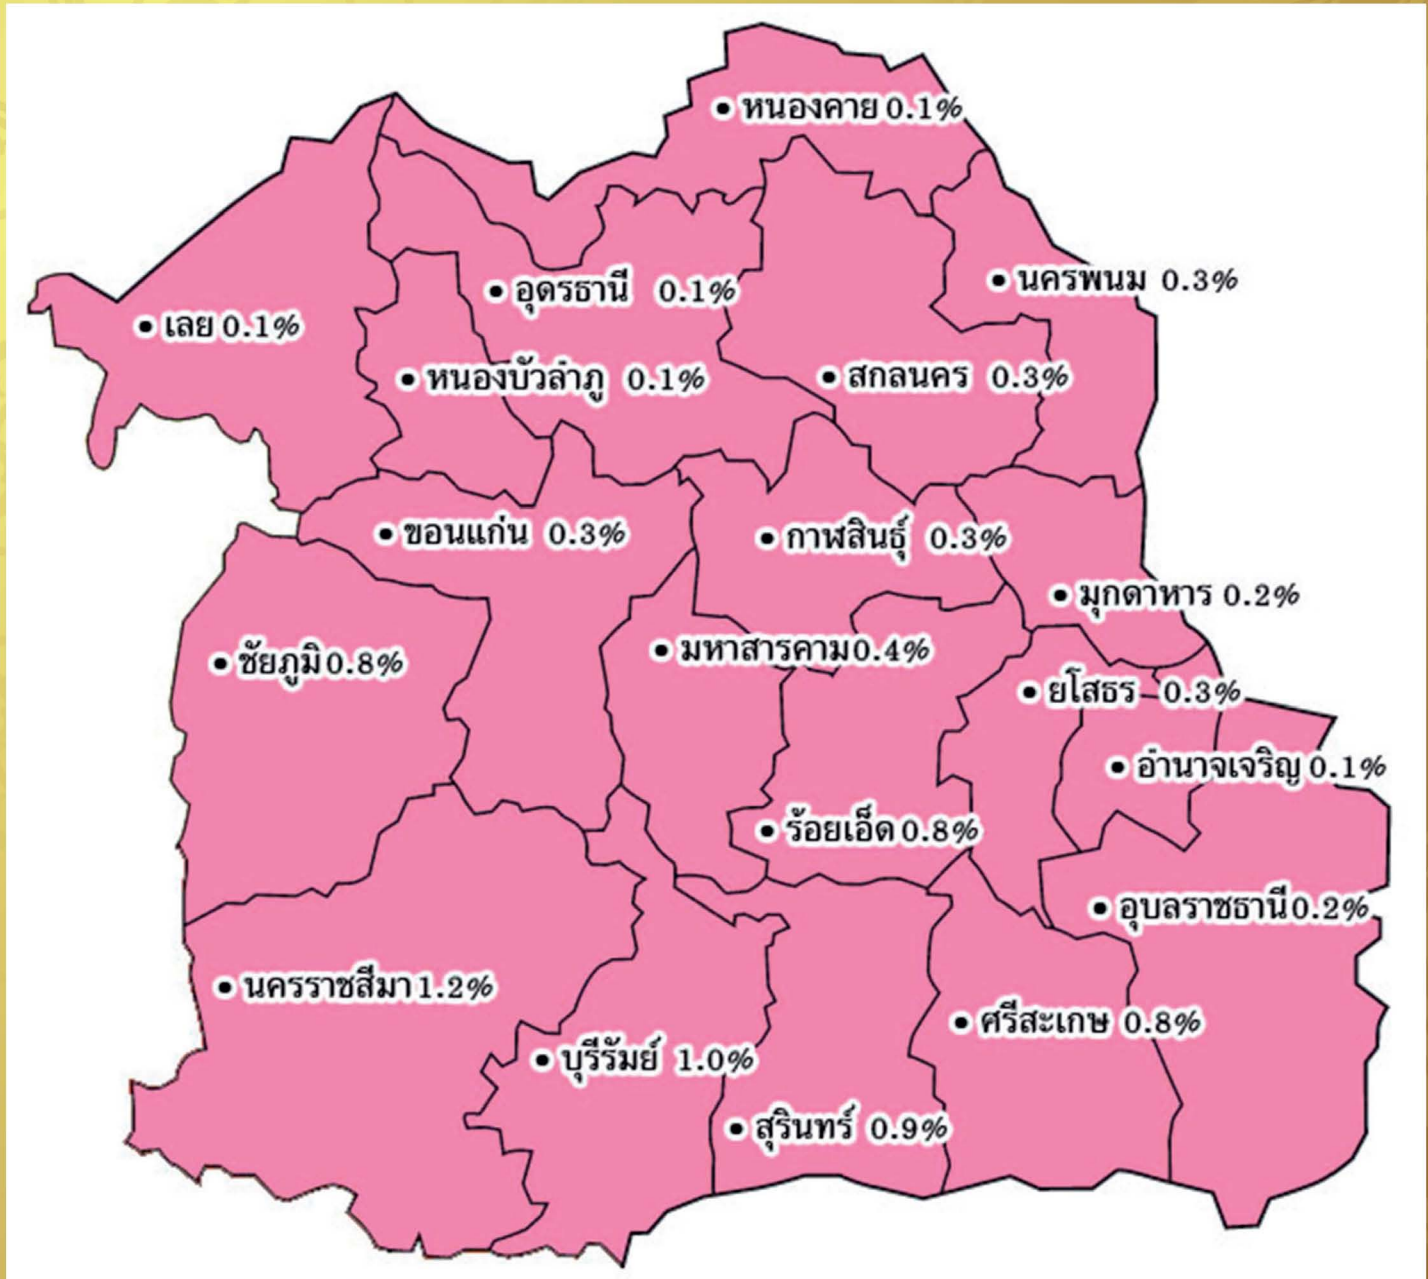 • หนองคาย 0.1%
• นครพนม 0.3%
• อุดรธานี 0.1%
• เลย 0.1%
• หนองบัวลำภู 0.1%
• สกลนคร 0.3%
• ขอนแก่น 0.3%
• กาฬสินธุ์ 0.3%
• มุกดาหาร 0.2%
• ชัยภูมิ 0.8%
• มหาสารคาม 0.4%
• ยโสธร 0.3%
• อำนาจเจริญ 0.1%
• ร้อยเอ็ด 0.8%
• อุบลราชธานี 0.2%
• นครราชสีมา 1.2%
• ศรีสะเกษ 0.8%
• บุรีรัมย์ 1.0%
• สุรินทร์ 0.9%